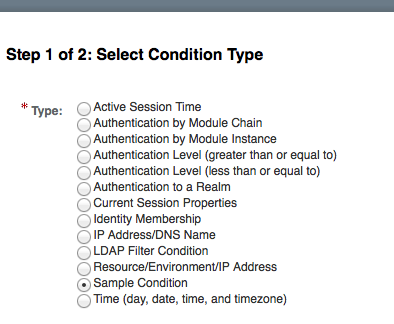 Step 1 of 2: Select Condition Type
* Type:
Active Session Time
Authentication by Module Chain
Authentication by Module Instance
Authentication Level (greater than or equal to)
Authentication Level (less than or equal to)
Authentication to a Realm
Current Session Properties
Identity Membership
IP Address/DNS Name
LDAP Filter Condition
Resource/Environment/IP Address
Sample Condition
Time (day, date, time, and timezone)